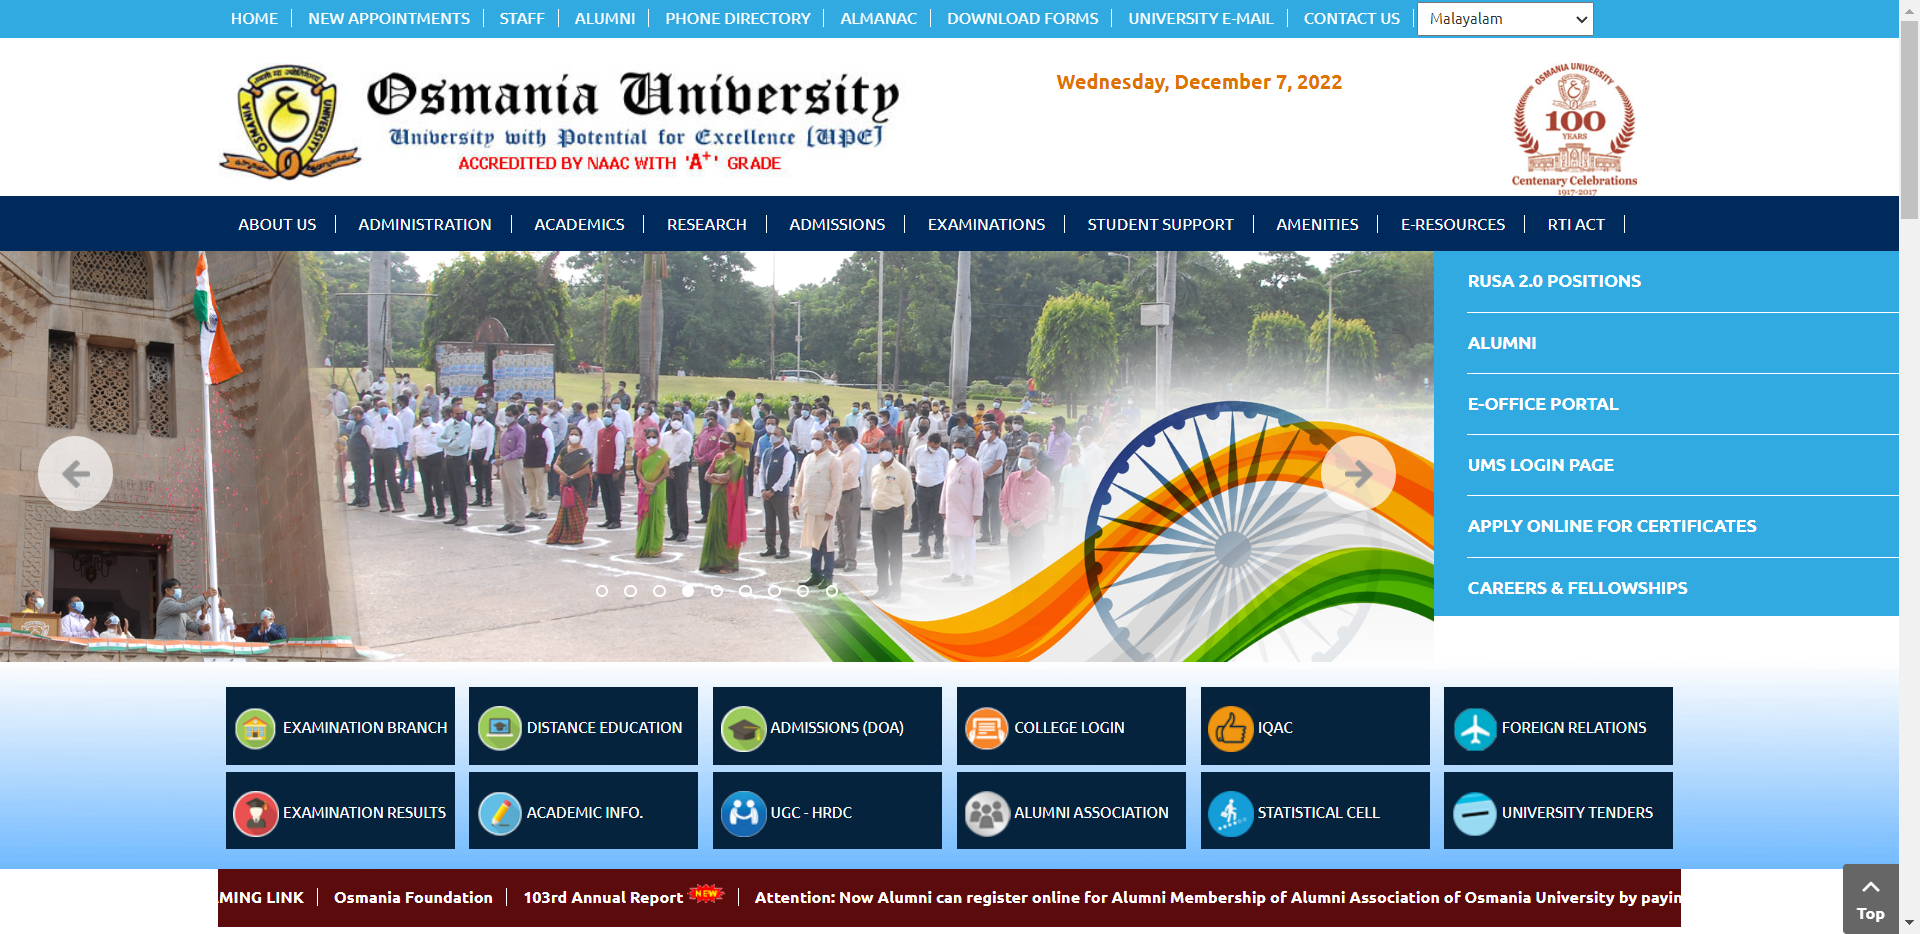 HOME NEW APPOINTMENTS STAFF ALUMNI PHONE DIRECTORY ALMANAC DOWNLOAD FORMS UNIVERSITY E-MAIL CONTACT US Malayalam
Osmania University
University with Potential for Excellence [UPE]
ACCREDITED BY NAAC WITH 'A+' GRADE
OSMANIA UNIVERSITY
Wednesday, December 7, 2022
OSMANIA UNIVERSITY
100
YEARS
Centenary Celebrations
1917-2017
ABOUT US ADMINISTRATION ACADEMICS RESEARCH ADMISSIONS EXAMINATIONS STUDENT SUPPORT AMENITIES E-RESOURCES RTI ACT
RUSA 2.0 POSITIONS
ALUMNI
E-OFFICE PORTAL
UMS LOGIN PAGE
APPLY ONLINE FOR CERTIFICATES
CAREERS & FELLOWSHIPS
EXAMINATION BRANCH DISTANCE EDUCATION ADMISSIONS (DOA) COLLEGE LOGIN IQAC FOREIGN RELATIONS
EXAMINATION RESULTS ACADEMIC INFO. UGC - HRDC ALUMNI ASSOCIATION STATISTICAL CELL UNIVERSITY TENDERS
MING LINK Osmania Foundation 103rd Annual Report NEW Attention: Now Alumni can register online for Alumni Membership of Alumni Association of Osmania University by payin
Top